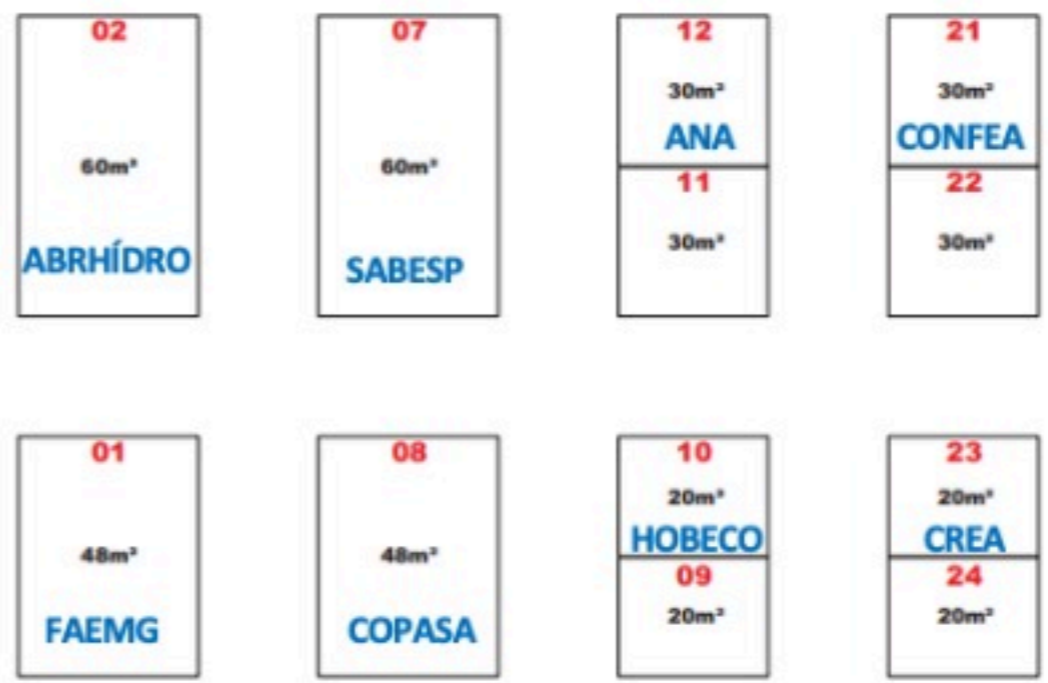 02
60m²
ABRHÍDRO
07
60m²
SABESP
12
30m²
ANA
11
30m²
21
30m²
CONFEA
22
30m²
01
48m²
FAEMG
08
48m²
COPASA
10
20m²
HOBECO
09
20m²
23
20m²
CREA
24
20m²